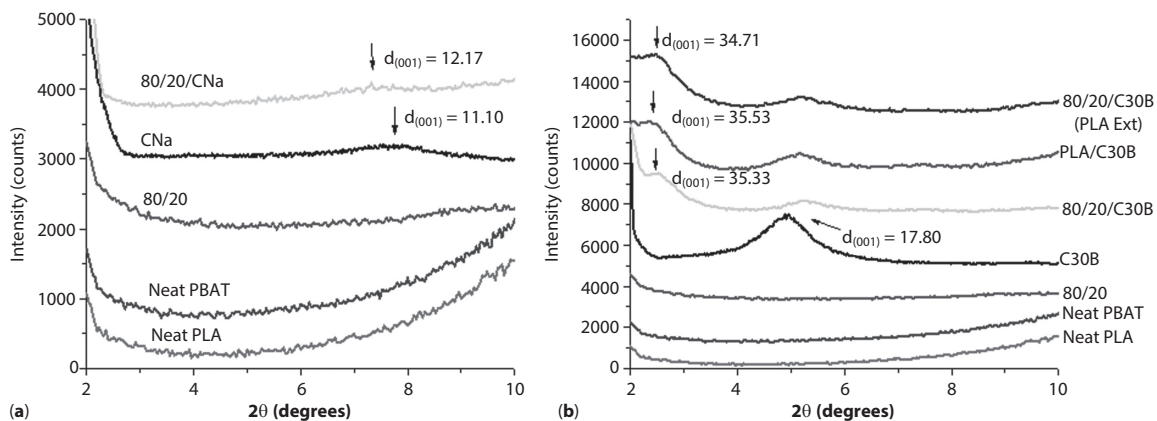 5000
4000
3000
2000
1000
0
Intensity (counts)
d(001) = 12.17
80/20/CNa
d(001) = 11.10
CNa
80/20
Neat PBAT
Neat PLA
2 4 6 8 10
(a) 2θ (degrees)
16000
14000
12000
10000
8000
6000
4000
2000
0
Intensity (counts)
d(001) = 34.71
80/20/C30B
(PLA Ext)
d(001) = 35.53
PLA/C30B
d(001) = 35.33
80/20/C30B
d(001) = 17.80
C30B
80/20
Neat PBAT
Neat PLA
2 4 6 8 10
(b) 2θ (degrees)